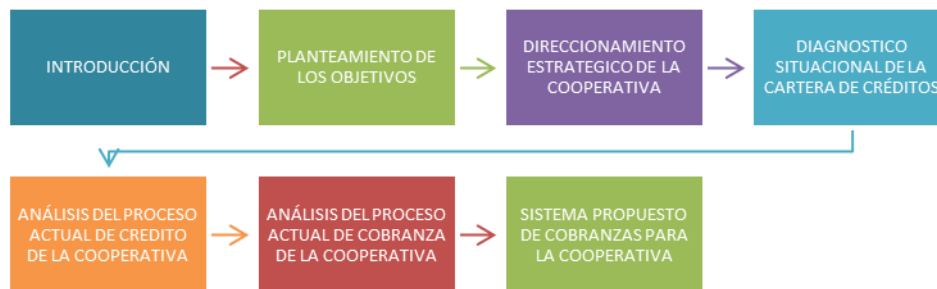 INTRODUCCIÓN
PLANTEAMIENTO DE
LOS OBJETIVOS
DIRECCIONAMIENTO
ESTRATEGICO DE LA
COOPERATIVA
DIAGNOSTICO
SITUACIONAL DE LA
CARTERA DE CRÉDITOS
ANÁLISIS DEL PROCESO
ACTUAL DE CREDITO
DE LA COOPERATIVA
ANÁLISIS DEL PROCESO
ACTUAL DE COBRANZA
DE LA COOPERATIVA
SISTEMA PROPUESTO
DE COBRANZAS PARA
LA COOPERATIVA